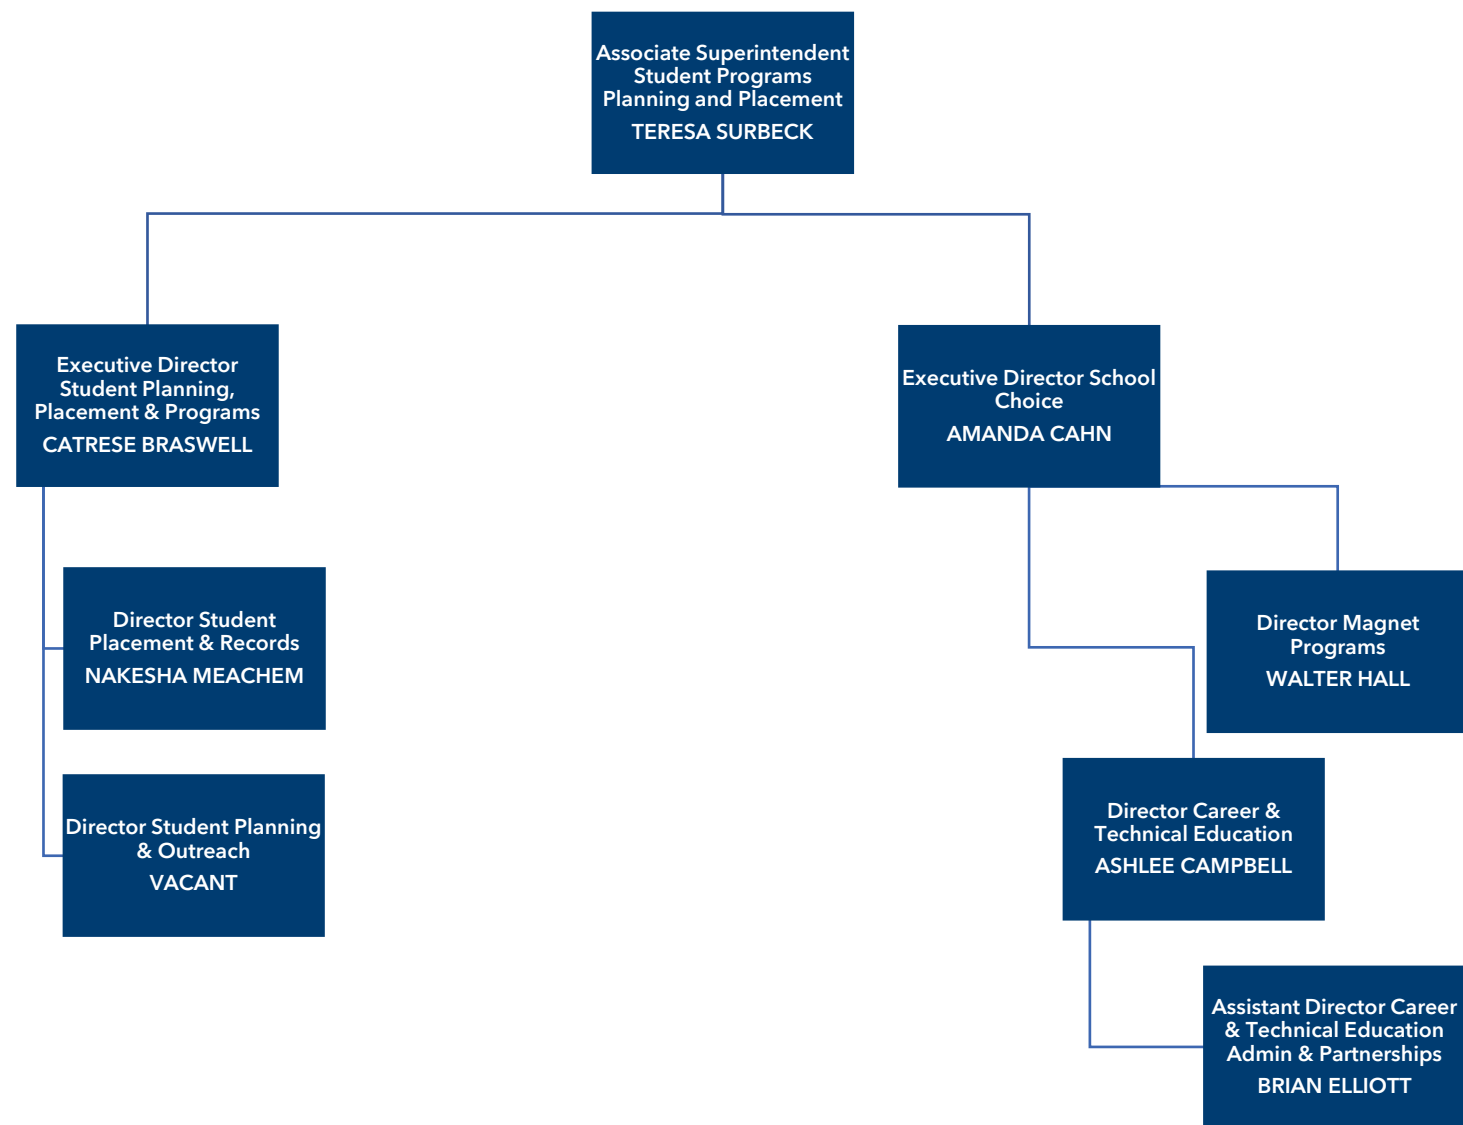 Associate Superintendent
Student Programs
Planning and Placement
TERESA SURBECK
Executive Director
Student Planning,
Placement & Programs
CATRESE BRASWELL
Executive Director School
Choice
AMANDA CAHN
Director Student
Placement & Records
NAKESHA MEACHEM
Director Magnet
Programs
WALTER HALL
Director Student Planning
& Outreach
VACANT
Director Career &
Technical Education
ASHLEE CAMPBELL
Assistant Director Career
& Technical Education
Admin & Partnerships
BRIAN ELLIOTT